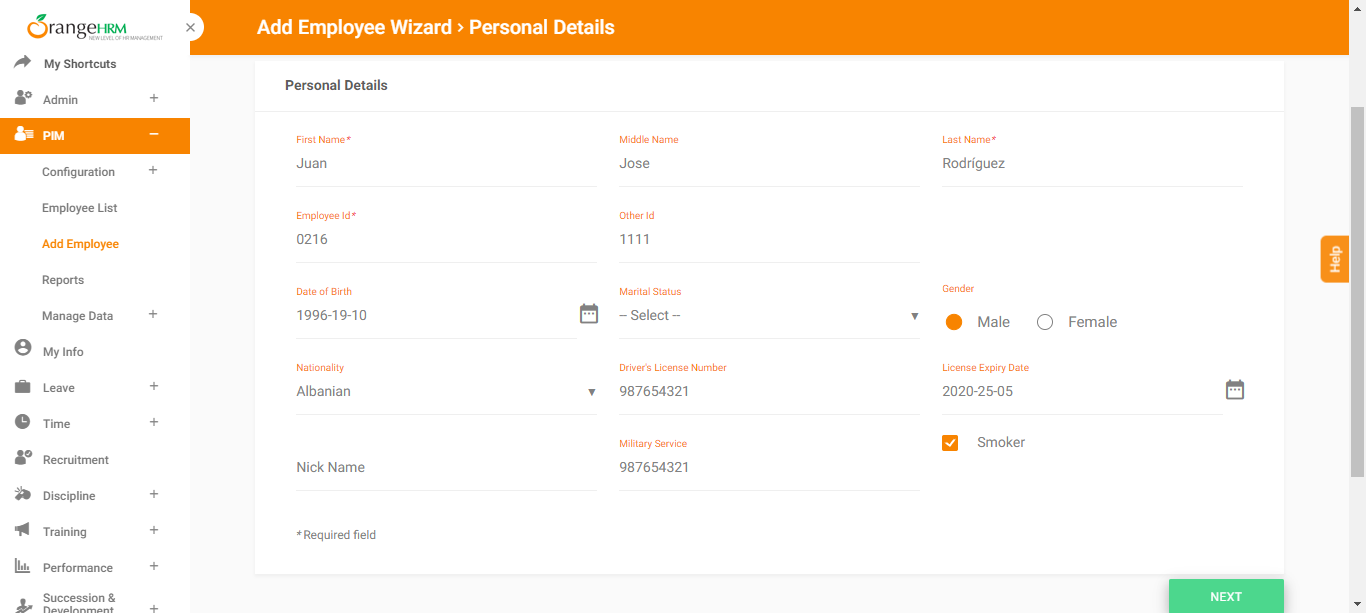 OrangeHRM
NEW LEVEL OF HR MANAGEMENT
My Shortcuts
Admin
PIM
Configuration
Employee List
Add Employee
Reports
Manage Data
My Info
Leave
Time
Recruitment
Discipline
Training
Performance
Succession &
Development
Add Employee Wizard › Personal Details
Personal Details
First Name* Middle Name Last Name*
Juan Jose Rodríguez
Employee Id* Other Id
0216 1111
Date of Birth Marital Status Gender
1996-19-10 -- Select -- Male Female
Nationality Driver's License Number License Expiry Date
Albanian 987654321 2020-25-05
Military Service Smoker
Nick Name 987654321
* Required field
NEXT
Help